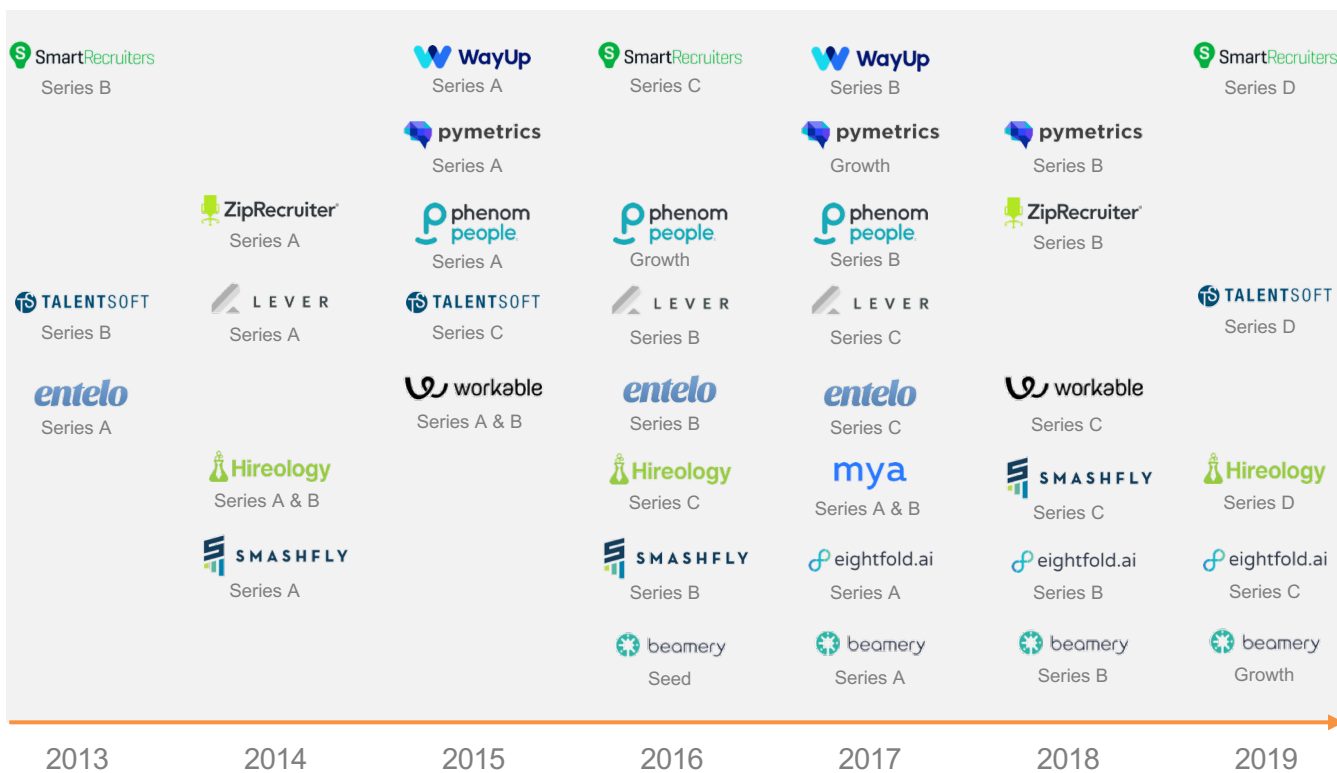 SmartRecruiters
Series B
WayUp
Series A
SmartRecruiters
Series C
WayUp
Series B
SmartRecruiters
Series D
pymetrics
Series A
pymetrics
Growth
pymetrics
Series B
ZipRecruiter
Series A
phenom
people
Series A
phenom
people
Growth
phenom
people
Series B
ZipRecruiter
Series B
TS TALENTSOFT
Series B
LEVER
Series A
TS TALENTSOFT
Series C
LEVER
Series B
LEVER
Series C
TS TALENTSOFT
Series D
entelo
Series A
workable
Series A & B
entelo
Series B
entelo
Series C
workable
Series C
Hireology
Series A & B
Hireology
Series C
mya
Series A & B
SMASHFLY
Series C
Hireology
Series D
SMASHFLY
Series A
SMASHFLY
Series B
eightfold.ai
Series A
eightfold.ai
Series B
eightfold.ai
Series C
beamery
Seed
beamery
Series A
beamery
Series B
beamery
Growth
2013 2014 2015 2016 2017 2018 2019